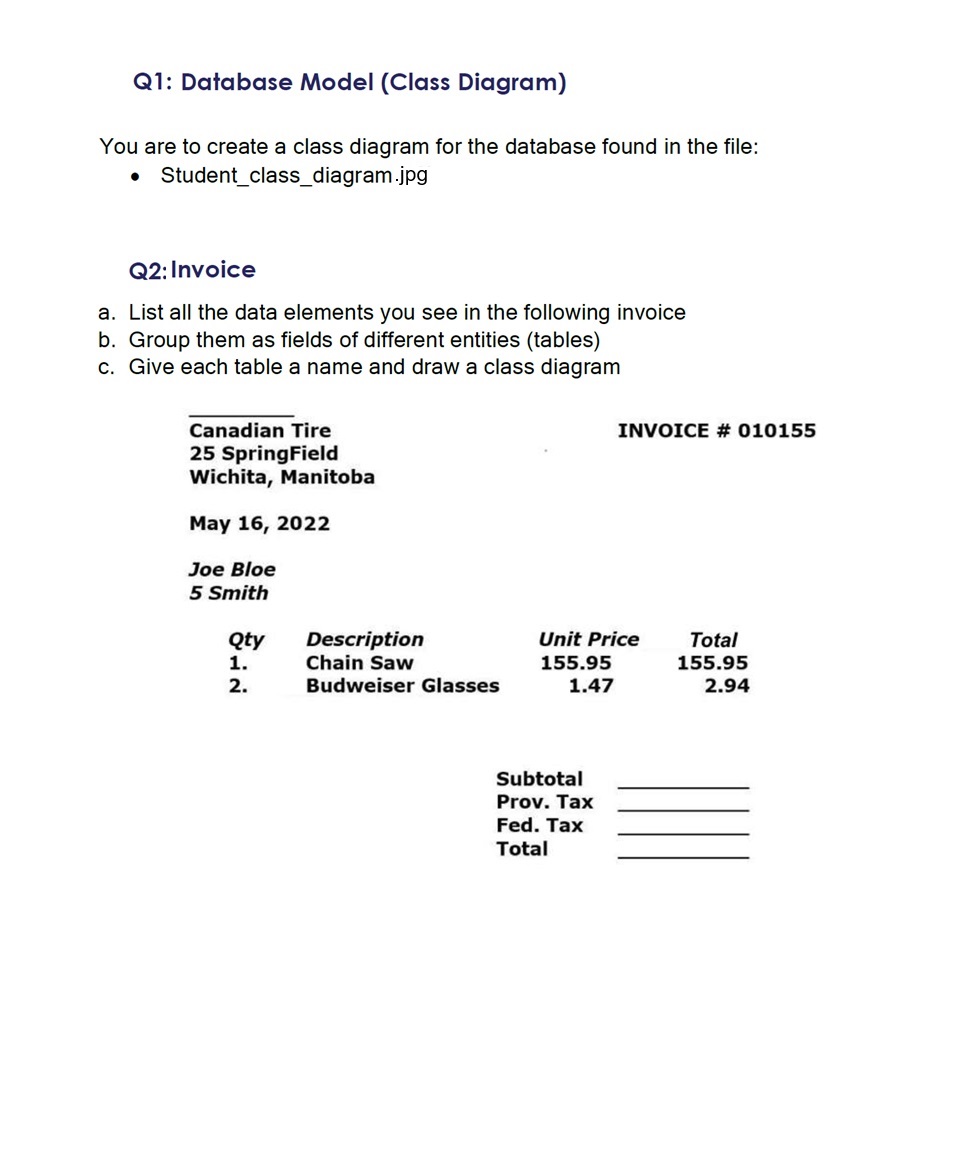 Q1: Database Model (Class Diagram)
You are to create a class diagram for the database found in the file:
• Student_class_diagram.jpg
Q2: Invoice
a. List all the data elements you see in the following invoice
b. Group them as fields of different entities (tables)
c. Give each table a name and draw a class diagram
Canadian Tire INVOICE # 010155
25 SpringField
Wichita, Manitoba
May 16, 2022
Joe Bloe
5 Smith
Qty Description Unit Price Total
1. Chain Saw 155.95 155.95
2. Budweiser Glasses 1.47 2.94
Subtotal
Prov. Tax
Fed. Tax
Total